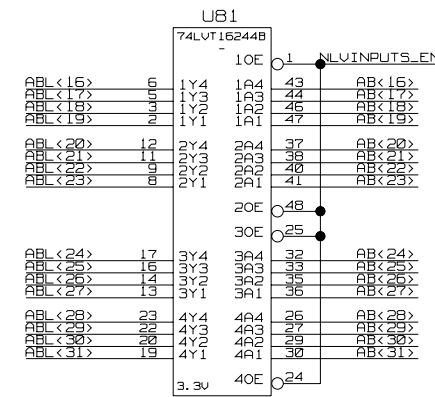 U81
74LVT16244B
-
1OE 1 NLVINPUTS_EN
ABL<16> 6 1Y4 1A4 43 AB<16>
ABL<17> 5 1Y3 1A3 44 AB<17>
ABL<18> 3 1Y2 1A2 46 AB<18>
ABL<19> 2 1Y1 1A1 47 AB<19>
ABL<20> 12 2Y4 2A4 37 AB<20>
ABL<21> 11 2Y3 2A3 38 AB<21>
ABL<22> 9 2Y2 2A2 40 AB<22>
ABL<23> 8 2Y1 2A1 41 AB<23>
2OE 48
3OE 25
ABL<24> 17 3Y4 3A4 32 AB<24>
ABL<25> 16 3Y3 3A3 33 AB<25>
ABL<26> 14 3Y2 3A2 35 AB<26>
ABL<27> 13 3Y1 3A1 36 AB<27>
ABL<28> 23 4Y4 4A4 26 AB<28>
ABL<29> 22 4Y3 4A3 27 AB<29>
ABL<30> 20 4Y2 4A2 29 AB<30>
ABL<31> 19 4Y1 4A1 30 AB<31>
3.3V 4OE 24